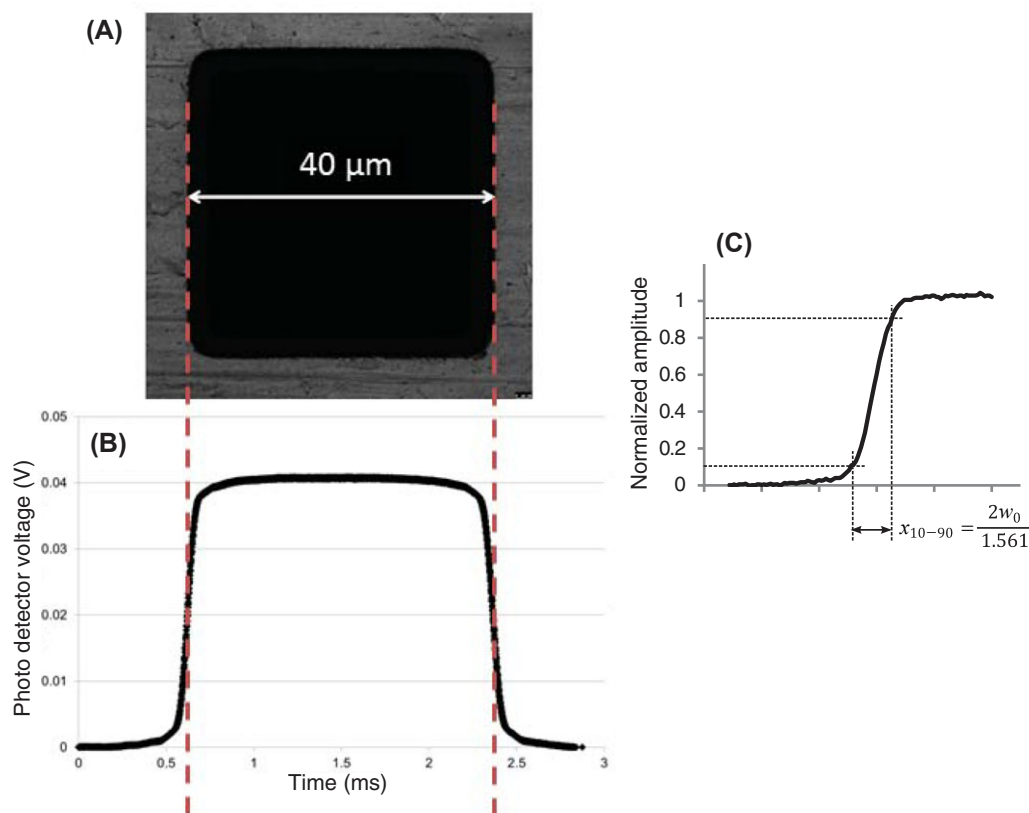 (A)
40 µm
(B)
Photo detector voltage (V)
0.05
0.04
0.03
0.02
0.01
0
0 0.5 1 1.5 2 2.5 3
Time (ms)
(C)
Normalized amplitude
1
0.8
0.6
0.4
0.2
0
x₁₀₋₉₀ = 2w₀/1.561